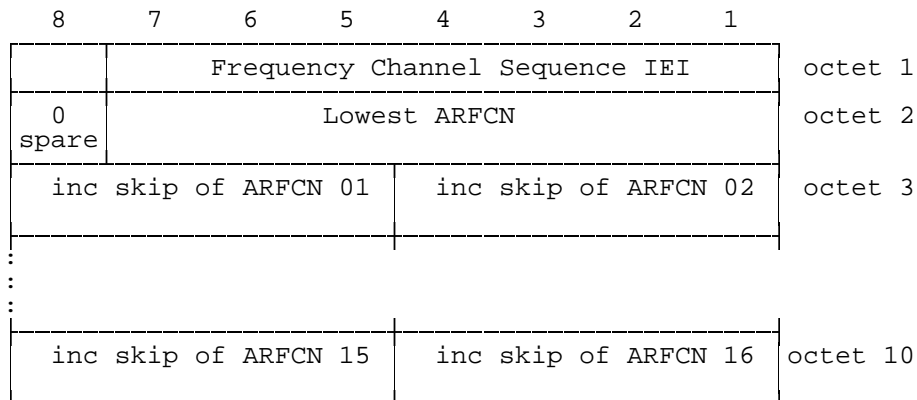 8 7 6 5 4 3 2 1
Frequency Channel Sequence IEI octet 1
0 Lowest ARFCN octet 2
spare
inc skip of ARFCN 01 inc skip of ARFCN 02 octet 3
:
:
:
inc skip of ARFCN 15 inc skip of ARFCN 16 octet 10